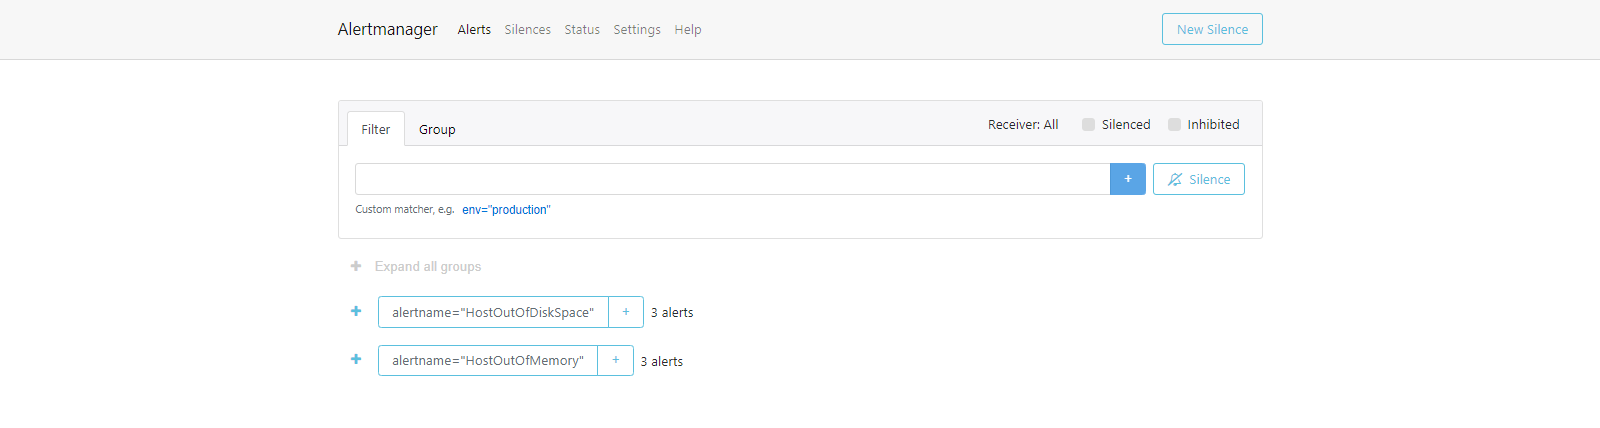 Alertmanager Alerts Silences Status Settings Help New Silence
Filter Group Receiver: All Silenced Inhibited
+ Silence
Custom matcher, e.g. env="production"
+ Expand all groups
+ alertname="HostOutOfDiskSpace" + 3 alerts
+ alertname="HostOutOfMemory" + 3 alerts